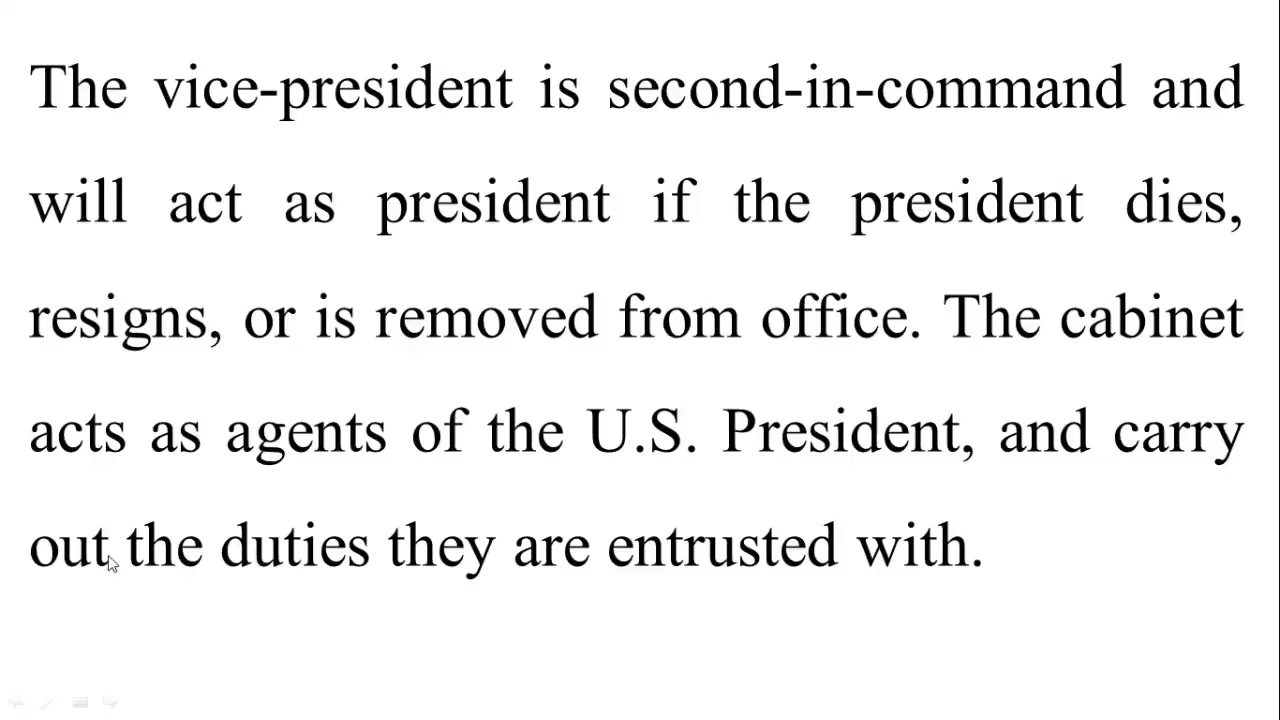 The vice-president is second-in-command and
will act as president if the president dies,
resigns, or is removed from office. The cabinet
acts as agents of the U.S. President, and carry
out the duties they are entrusted with.